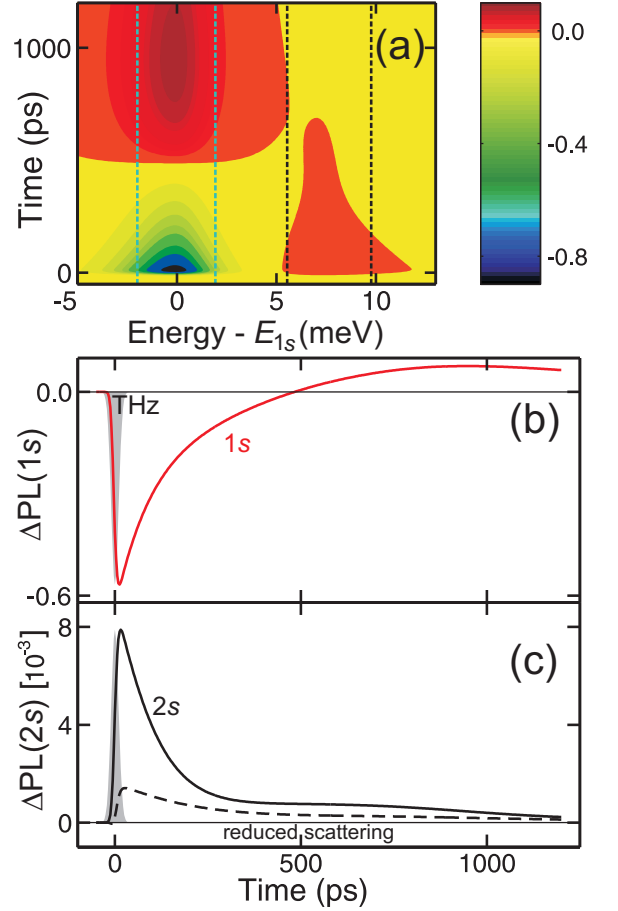 (a)
1000
0
Time (ps)
-5 0 5 10
Energy - E1s (meV)
0.0
-0.4
-0.8
(b)
0.0
-0.6
ΔPL(1s)
THz
1s
(c)
8
4
0
ΔPL(2s) [10-3]
2s
reduced scattering
0 500 1000
Time (ps)